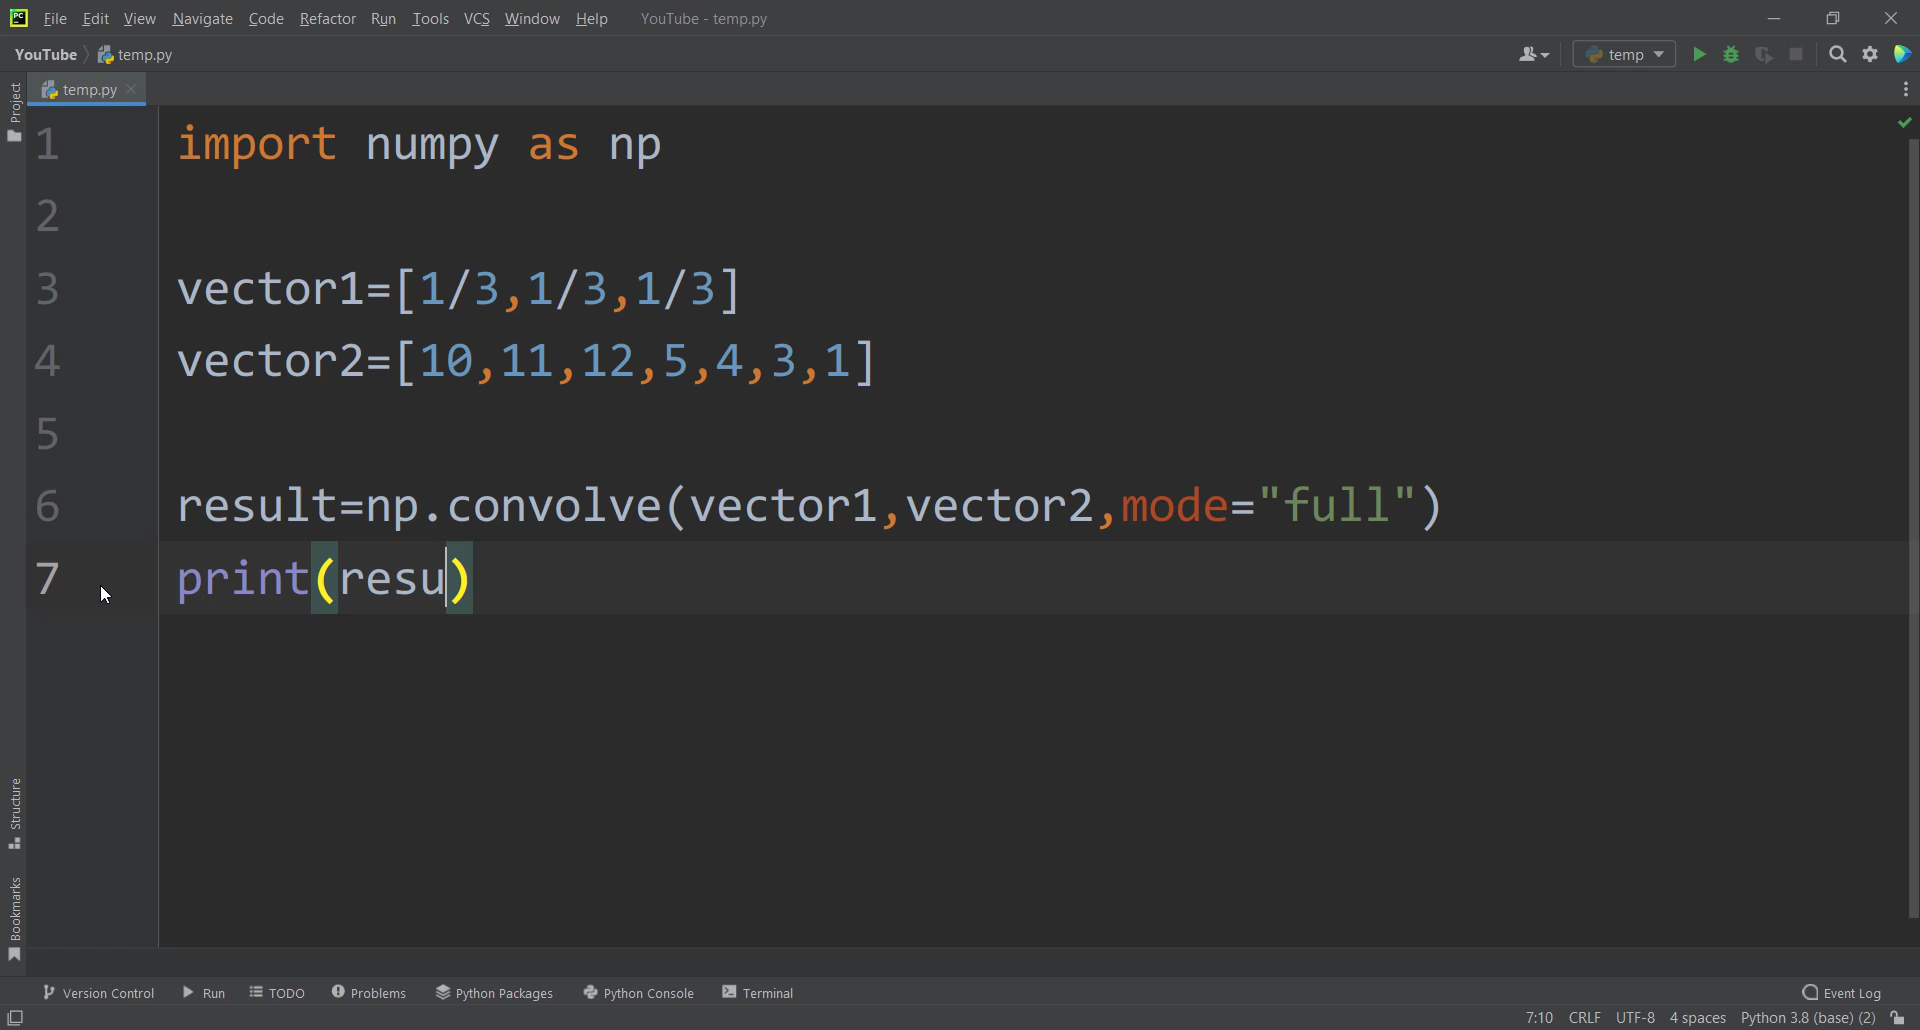 PC File Edit View Navigate Code Refactor Run Tools VCS Window Help YouTube - temp.py
YouTube temp.py temp
temp.py
Project
1 import numpy as np
2
3 vector1=[1/3,1/3,1/3]
4 vector2=[10,11,12,5,4,3,1]
5
6 result=np.convolve(vector1,vector2,mode="full")
7 print(resu)
Structure
Bookmarks
Version Control Run TODO Problems Python Packages Python Console Terminal Event Log
7:10 CRLF UTF-8 4 spaces Python 3.8 (base) (2)